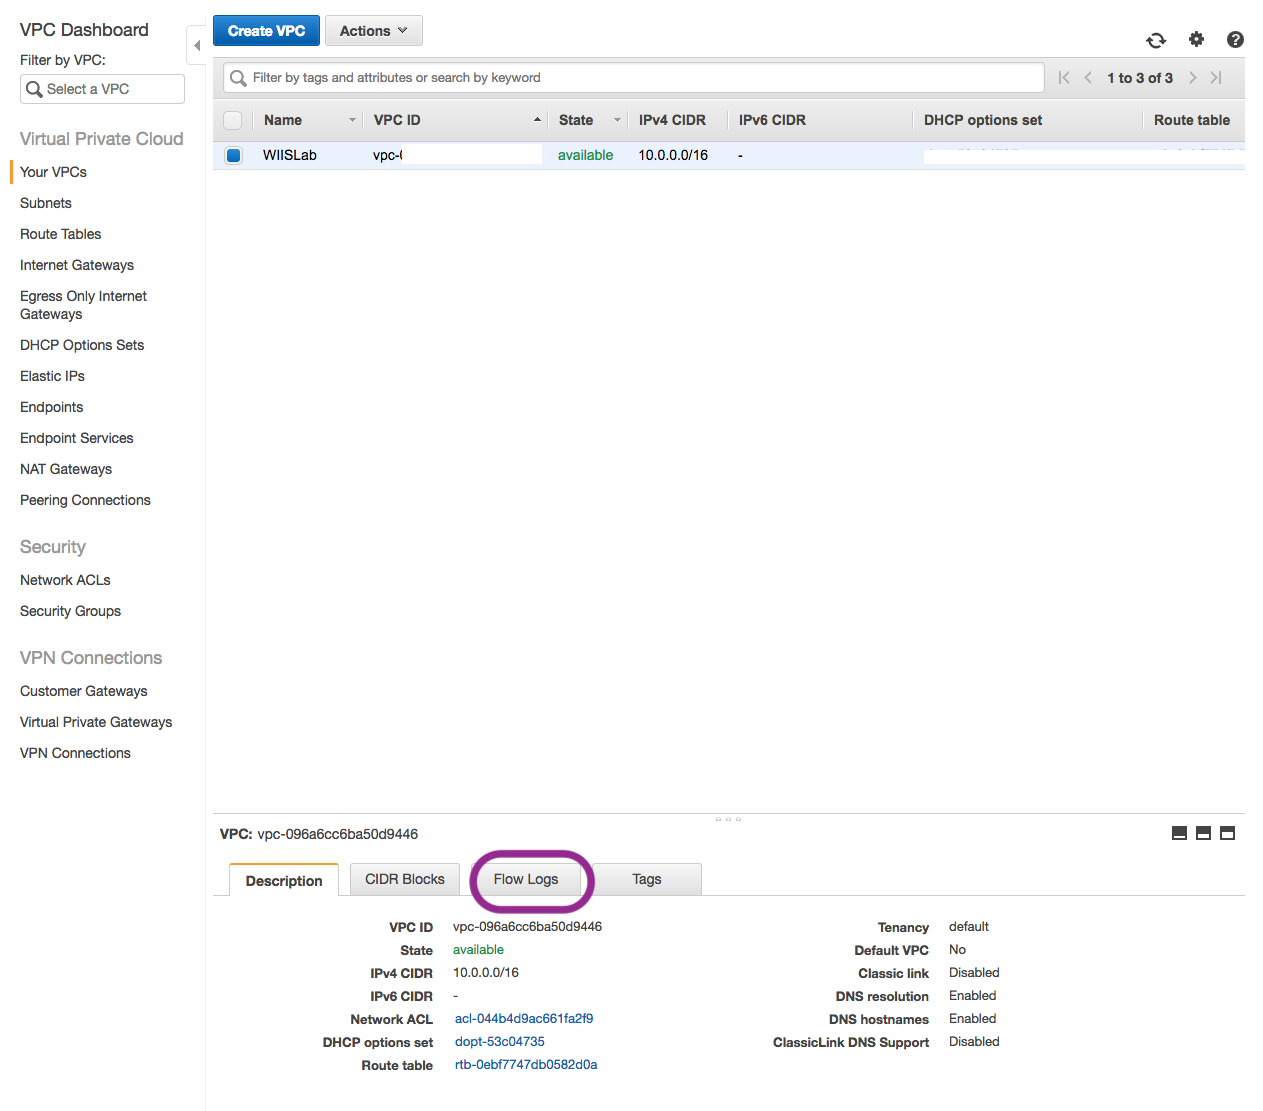 VPC Dashboard
Filter by VPC:
Select a VPC
Virtual Private Cloud
Your VPCs
Subnets
Route Tables
Internet Gateways
Egress Only Internet
Gateways
DHCP Options Sets
Elastic IPs
Endpoints
Endpoint Services
NAT Gateways
Peering Connections
Security
Network ACLs
Security Groups
VPN Connections
Customer Gateways
Virtual Private Gateways
VPN Connections
Create VPC Actions
Filter by tags and attributes or search by keyword 1 to 3 of 3
Name VPC ID State IPv4 CIDR IPv6 CIDR DHCP options set Route table
WIISLab vpc- available 10.0.0.0/16 -
VPC: vpc-096a6cc6ba50d9446
Description CIDR Blocks Flow Logs Tags
VPC ID vpc-096a6cc6ba50d9446 Tenancy default
State available Default VPC No
IPv4 CIDR 10.0.0.0/16 Classic link Disabled
IPv6 CIDR - DNS resolution Enabled
Network ACL acl-044b4d9ac661fa2f9 DNS hostnames Enabled
DHCP options set dopt-53c04735 ClassicLink DNS Support Disabled
Route table rtb-0ebf7747db0582d0a